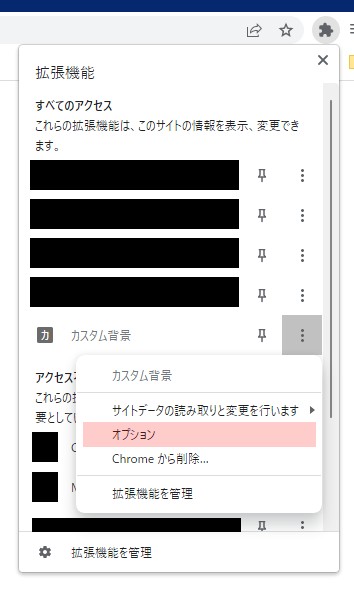 拡張機能
すべてのアクセス
これらの拡張機能は、このサイトの情報を表示、変更でき
ます。
カ カスタム背景
カスタム背景
アクセス
サイトデータの読み取りと変更を行います
これらの
要としてい
オプション
Chrome から削除...
拡張機能を管理
拡張機能を管理